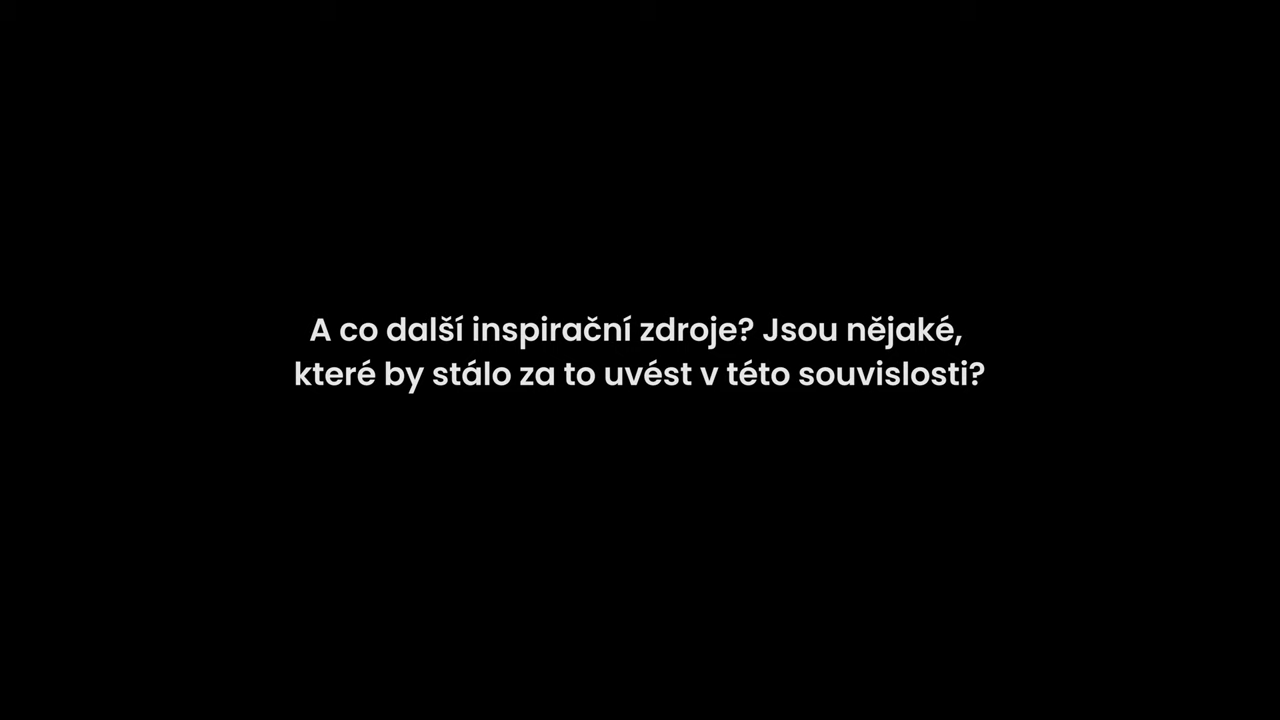 A co další inspirační zdroje? Jsou nějaké,
které by stálo za to uvést v této souvislosti?